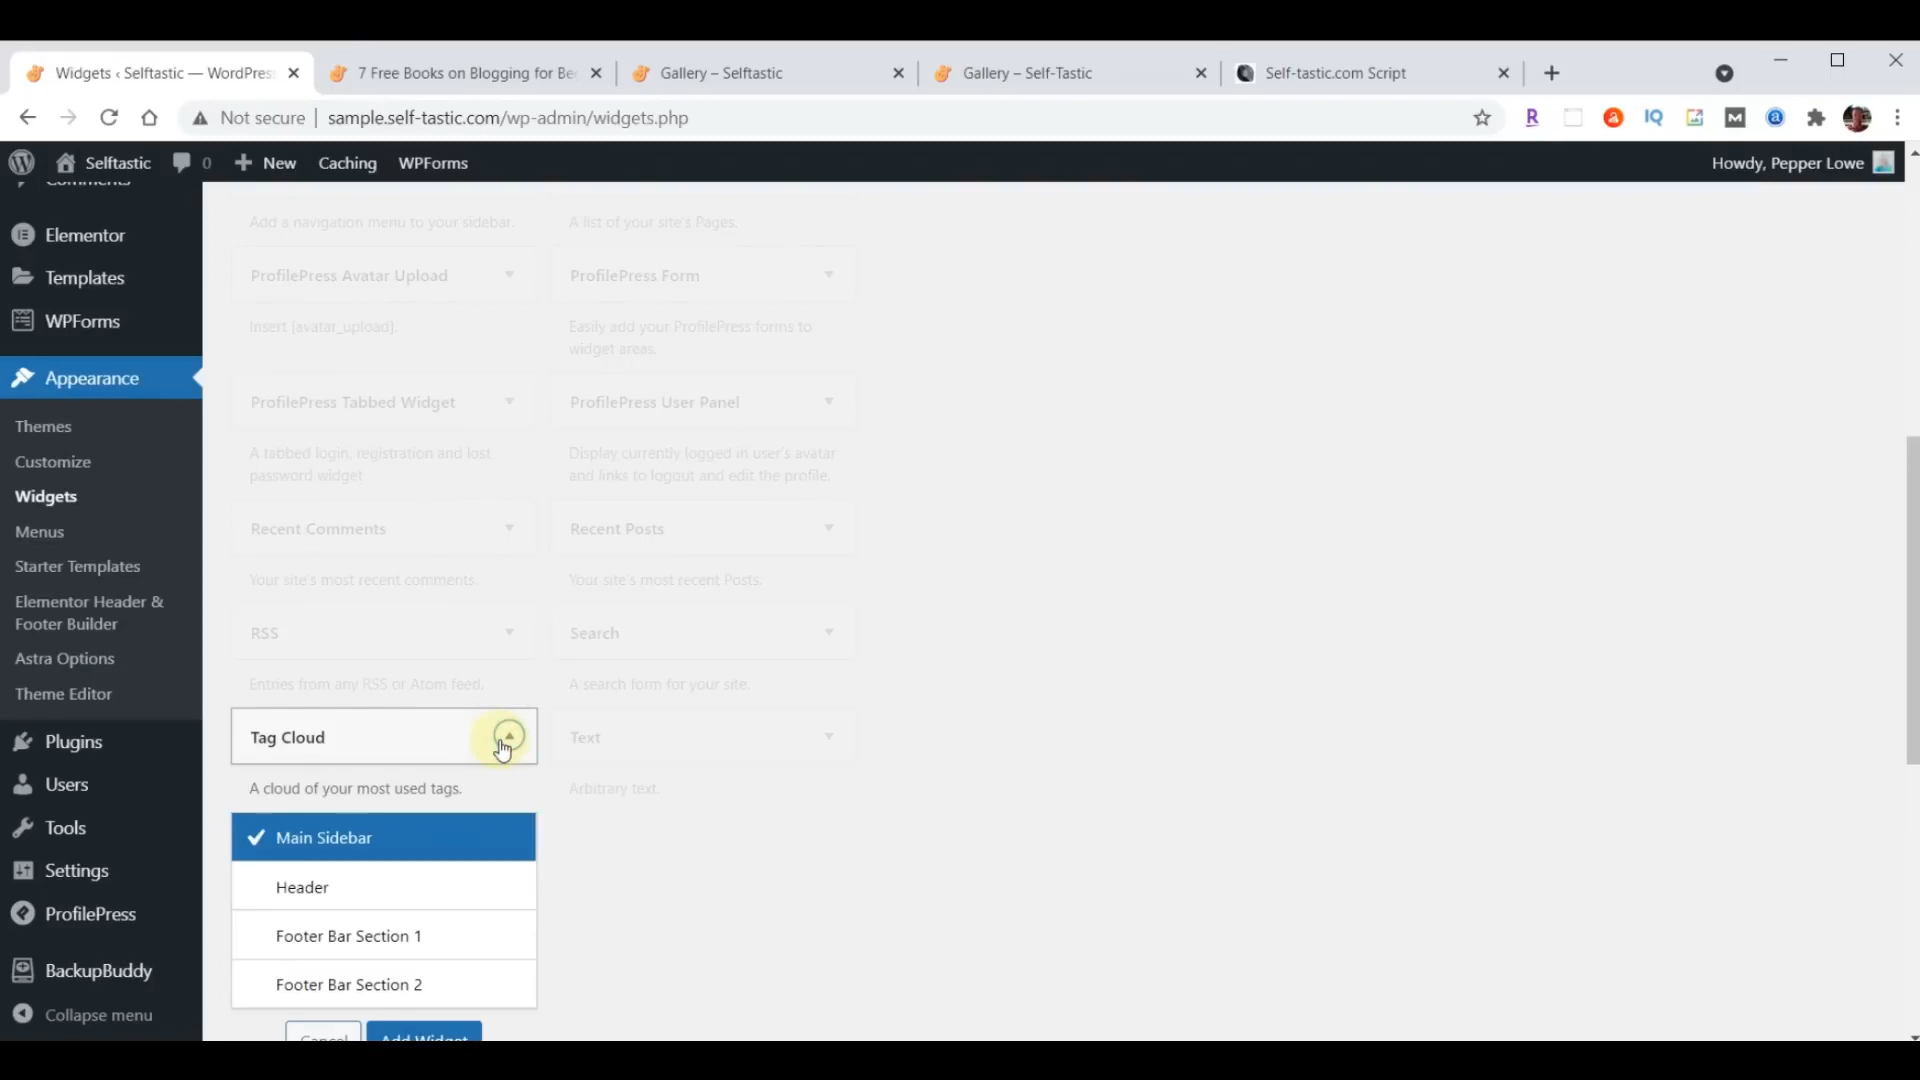 Widgets ‹ Selftastic — WordPres
7 Free Books on Blogging for Be
Gallery – Selftastic
Gallery – Self-Tastic
Self-tastic.com Script
Not secure
sample.self-tastic.com/wp-admin/widgets.php
Selftastic
0
New
Caching
WPForms
Howdy, Pepper Lowe
Comments
Elementor
Templates
WPForms
Appearance
Themes
Customize
Widgets
Menus
Starter Templates
Elementor Header &
Footer Builder
Astra Options
Theme Editor
Plugins
Users
Tools
Settings
ProfilePress
BackupBuddy
Collapse menu
Add a navigation menu to your sidebar.
A list of your site's Pages.
ProfilePress Avatar Upload
ProfilePress Form
Insert [avatar_upload].
Easily add your ProfilePress forms to
widget areas.
ProfilePress Tabbed Widget
ProfilePress User Panel
A tabbed login, registration and lost
password widget
Display currently logged in user's avatar
and links to logout and edit the profile.
Recent Comments
Recent Posts
Your site's most recent comments.
Your site's most recent Posts.
RSS
Search
Entries from any RSS or Atom feed.
A search form for your site.
Tag Cloud
Text
A cloud of your most used tags.
Arbitrary text.
Main Sidebar
Header
Footer Bar Section 1
Footer Bar Section 2
Cancel
Add Widget